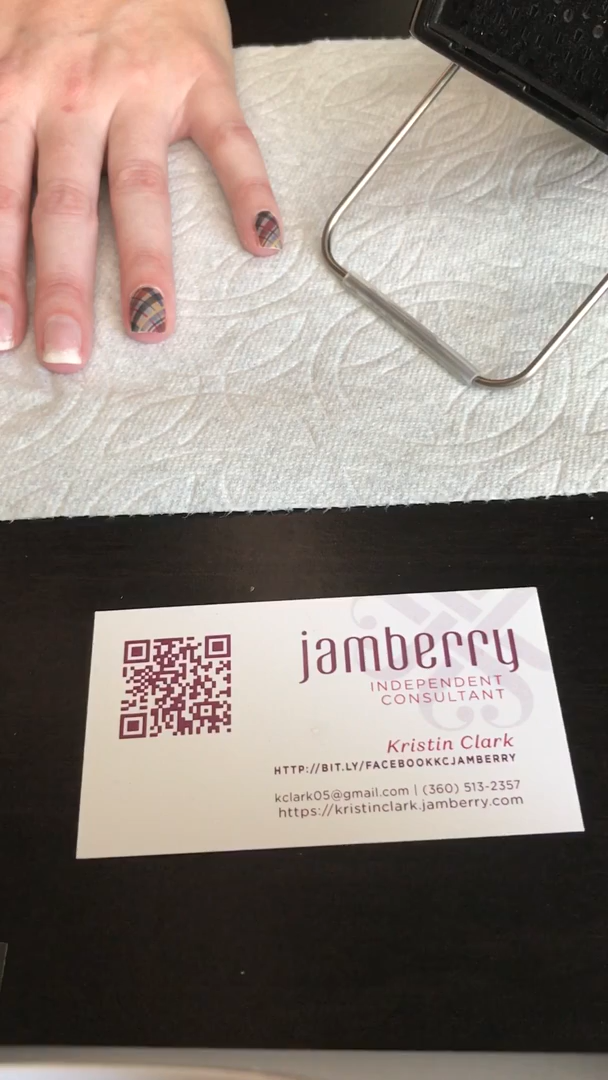 jamberry
INDEPENDENT
CONSULTANT
Kristin Clark
HTTP://BIT.LY/FACEBOOKKCJAMBERRY
kclark05@gmail.com | (360) 513-2357
https://kristinclark.jamberry.com